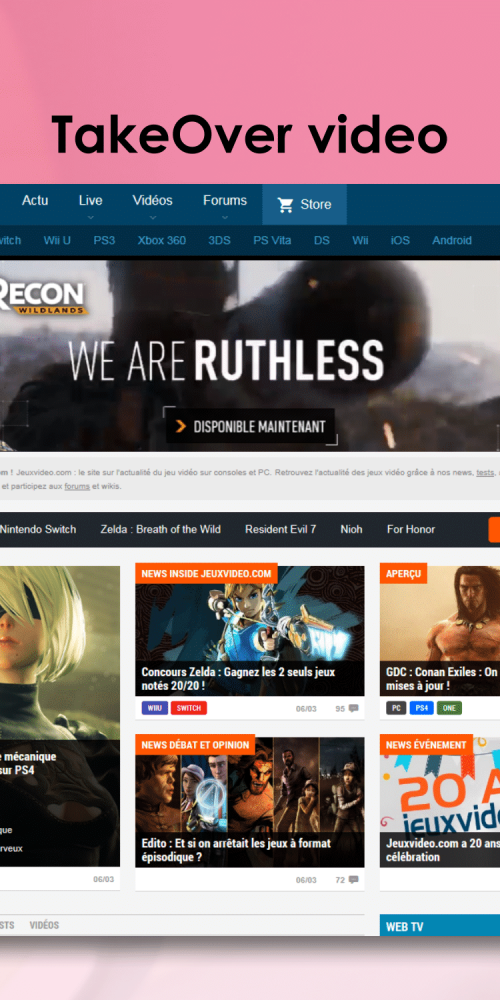 TakeOver video
Actu Live Vidéos Forums Store
Wii U PS3 Xbox 360 3DS PS Vita DS Wii iOS Android
RECON
WILDLANDS
WE ARE RUTHLESS
DISPONIBLE MAINTENANT
! Jeuxvideo.com : le site sur l'actualité du jeu vidéo sur consoles et PC. Retrouvez l'actualité des jeux vidéo grâce à nos news, tests,
et participez aux forums et wikis.
Nintendo Switch Zelda : Breath of the Wild Resident Evil 7 Nioh For Honor
mécanique
sur PS4
06/03
NEWS INSIDE JEUXVIDEO.COM
Concours Zelda : Gagnez les 2 seuls jeux
notés 20/20 !
WIIU SWITCH 06/03 95
APERÇU
GDC : Conan Exiles : On
mises à jour !
PC PS4 ONE
NEWS DÉBAT ET OPINION
Edito : Et si on arrêtait les jeux à format
épisodique ?
06/03 72
NEWS ÉVÉNEMENT
20 A
jeuxvid
Jeuxvideo.com a 20 ans
célébration
VIDÉOS
WEB TV